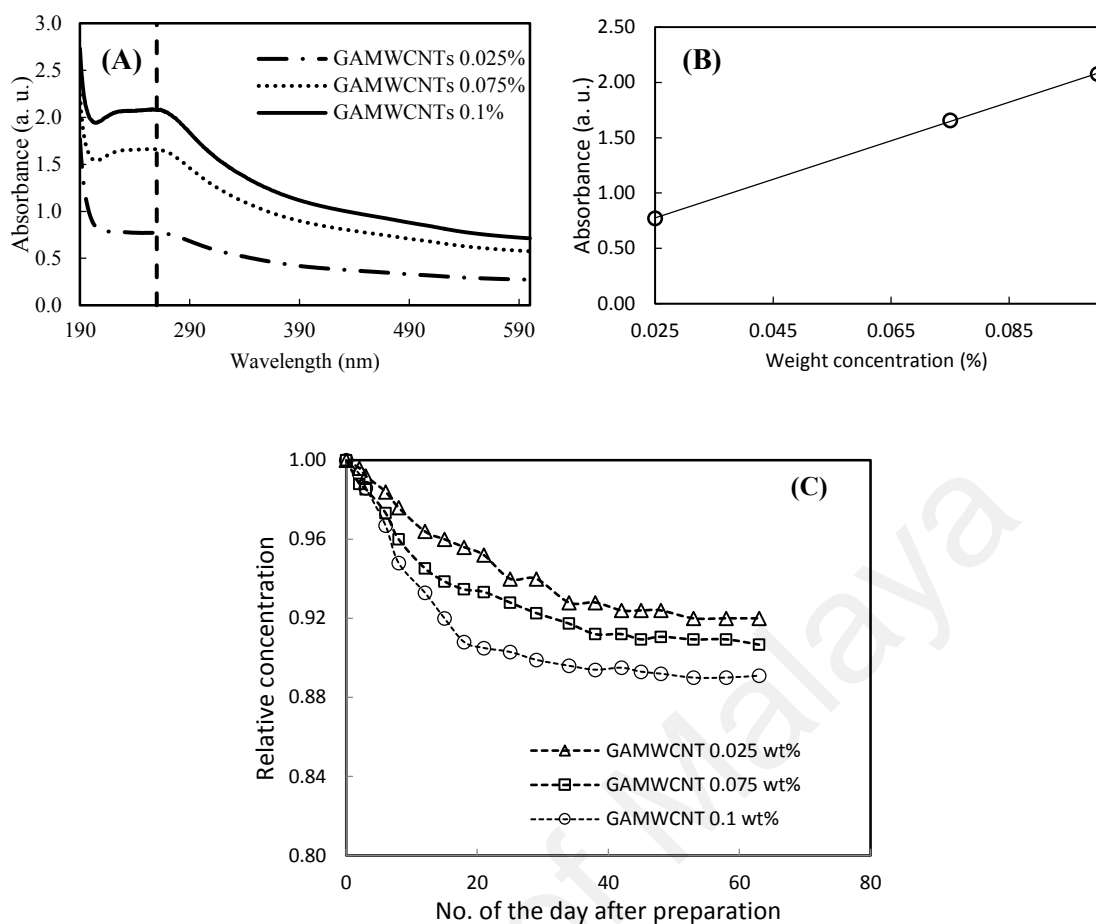 (A)
GAMWCNTs 0.025%
GAMWCNTs 0.075%
GAMWCNTs 0.1%
3.0
2.5
2.0
1.5
1.0
0.5
0.0
Absorbance (a. u.)
190 290 390 490 590
Wavelength (nm)
(B)
2.50
2.00
1.50
1.00
0.50
0.00
Absorbance (a. u.)
0.025 0.045 0.065 0.085
Weight concentration (%)
(C)
1.00
0.96
0.92
0.88
0.84
0.80
Relative concentration
GAMWCNT 0.025 wt%
GAMWCNT 0.075 wt%
GAMWCNT 0.1 wt%
0 20 40 60 80
No. of the day after preparation
of Malaya